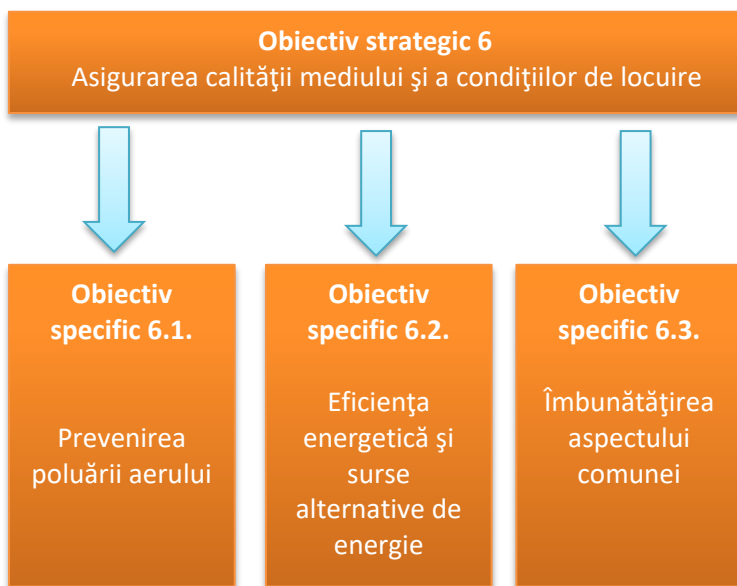 Obiectiv strategic 6
Asigurarea calităţii mediului şi a condiţiilor de locuire
Obiectiv
specific 6.1.
Prevenirea
poluării aerului
Obiectiv
specific 6.2.
Eficienţa
energetică şi
surse
alternative de
energie
Obiectiv
specific 6.3.
Îmbunătăţirea
aspectului
comunei